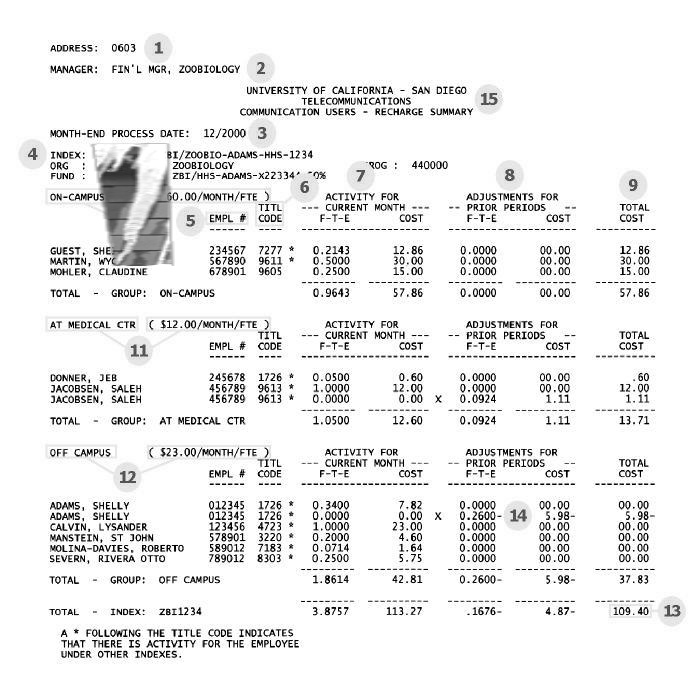 ADDRESS: 0603 1
MANAGER: FIN'L MGR, ZOOBIOLOGY 2
UNIVERSITY OF CALIFORNIA - SAN DIEGO
TELECOMMUNICATIONS 15
COMMUNICATION USERS - RECHARGE SUMMARY
MONTH-END PROCESS DATE: 12/2000 3
4 INDEX: BI/ZOOBIO-ADAMS-HHS-1234
ORG : ZOOBIOLOGY ROG : 440000
FUND : ZBI/HHS-ADAMS-X22334 50%
5 6 7 8 9
ON-CAMPUS 60.00/MONTH/FTE ) ACTIVITY FOR ADJUSTMENTS FOR
TITL --- CURRENT MONTH --- -- PRIOR PERIODS -- TOTAL
EMPL # CODE F-T-E COST F-T-E COST COST
GUEST, SHE 234567 7277 * 0.2143 12.86 0.0000 00.00 12.86
MARTIN, WY 567890 9611 * 0.5000 30.00 0.0000 00.00 30.00
MOHLER, CLAUDINE 678901 9605 0.2500 15.00 0.0000 00.00 15.00
TOTAL - GROUP: ON-CAMPUS 0.9643 57.86 0.0000 00.00 57.86
AT MEDICAL CTR ( $12.00/MONTH/FTE ) ACTIVITY FOR ADJUSTMENTS FOR
11 TITL --- CURRENT MONTH --- -- PRIOR PERIODS -- TOTAL
EMPL # CODE F-T-E COST F-T-E COST COST
DONNER, JEB 245678 1726 * 0.0500 0.60 0.0000 00.00 .60
JACOBSEN, SALEH 456789 9613 * 1.0000 12.00 0.0000 00.00 12.00
JACOBSEN, SALEH 456789 9613 * 0.0000 0.00 X 0.0924 1.11 1.11
TOTAL - GROUP: AT MEDICAL CTR 1.0500 12.60 0.0924 1.11 13.71
OFF CAMPUS ( $23.00/MONTH/FTE ) ACTIVITY FOR ADJUSTMENTS FOR
12 TITL --- CURRENT MONTH --- -- PRIOR PERIODS -- TOTAL
EMPL # CODE F-T-E COST F-T-E COST COST
ADAMS, SHELLY 012345 1726 * 0.3400 7.82 0.0000 00.00 00.00
ADAMS, SHELLY 012345 1726 * 0.0000 0.00 X 0.2600- 14 5.98- 5.98-
CALVIN, LYSANDER 123456 4723 * 1.0000 23.00 0.0000 00.00 00.00
MANSTEIN, ST JOHN 578901 3220 * 0.2000 4.60 0.0000 00.00 00.00
MOLINA-DAVIES, ROBERTO 589012 7183 * 0.0714 1.64 0.0000 00.00 00.00
SEVERN, RIVERA OTTO 789012 8303 * 0.2500 5.75 0.0000 00.00 00.00
TOTAL - GROUP: OFF CAMPUS 1.8614 42.81 0.2600- 5.98- 37.83
TOTAL - INDEX: ZBI1234 3.8757 113.27 .1676- 4.87- 109.40 13
A * FOLLOWING THE TITLE CODE INDICATES
THAT THERE IS ACTIVITY FOR THE EMPLOYEE
UNDER OTHER INDEXES.